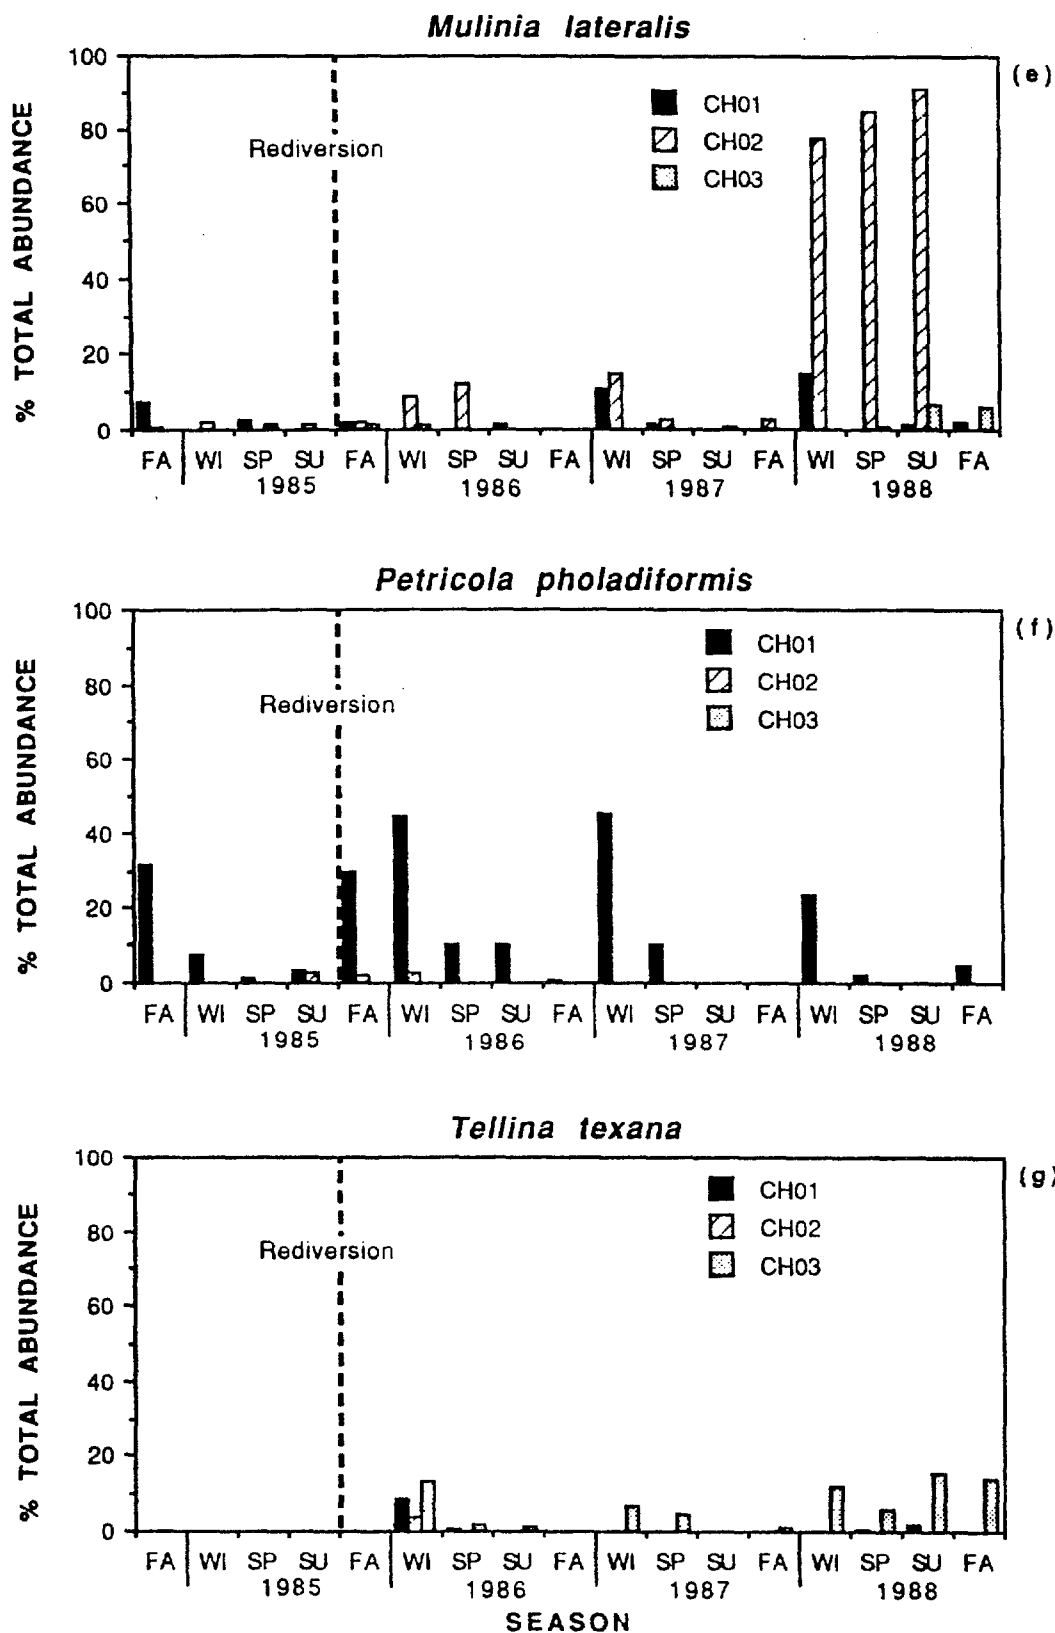 Mulinia lateralis
(e)
100
80
60
40
20
0
% TOTAL ABUNDANCE
Rediversion
CH01
CH02
CH03
FA WI SP SU FA WI SP SU FA WI SP SU FA WI SP SU FA
1985 1986 1987 1988
Petricola pholadiformis
(f)
100
80
60
40
20
0
% TOTAL ABUNDANCE
Rediversion
CH01
CH02
CH03
FA WI SP SU FA WI SP SU FA WI SP SU FA WI SP SU FA
1985 1986 1987 1988
Tellina texana
(g)
100
80
60
40
20
0
% TOTAL ABUNDANCE
Rediversion
CH01
CH02
CH03
FA WI SP SU FA WI SP SU FA WI SP SU FA WI SP SU FA
1985 1986 1987 1988
SEASON